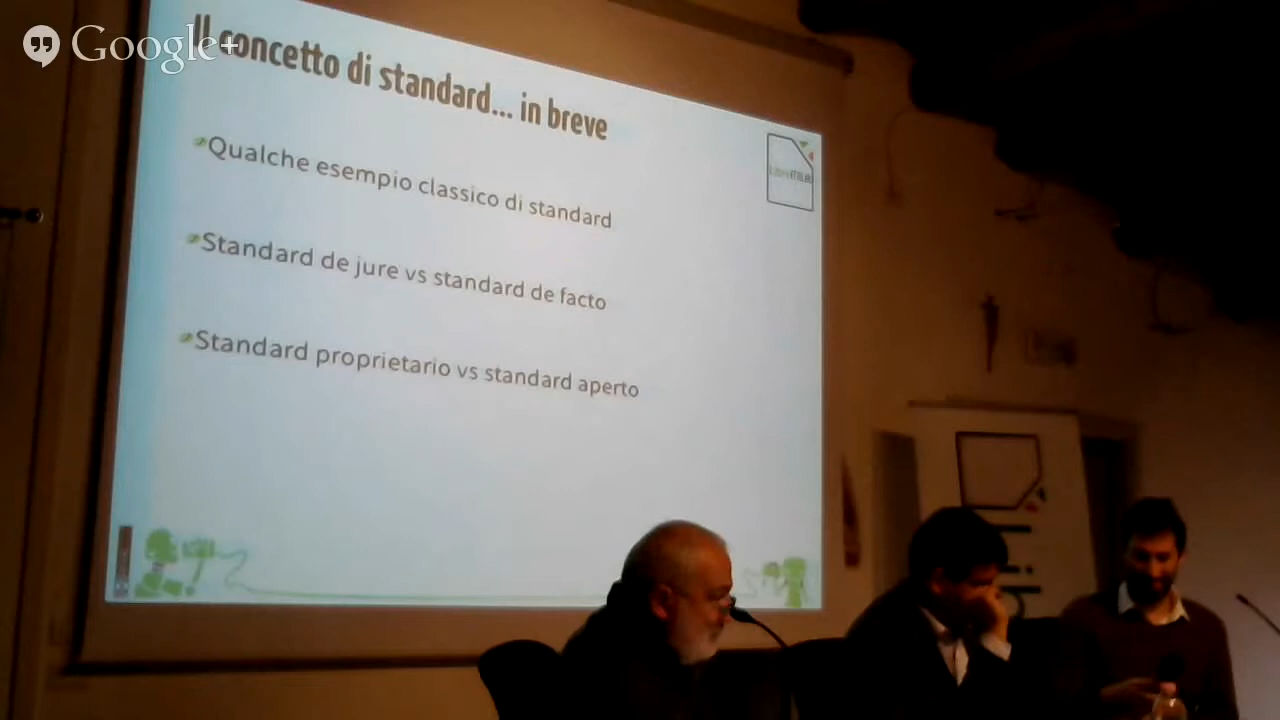 Google+
Il concetto di standard... in breve
Qualche esempio classico di standard
Standard de jure vs standard de facto
Standard proprietario vs standard aperto